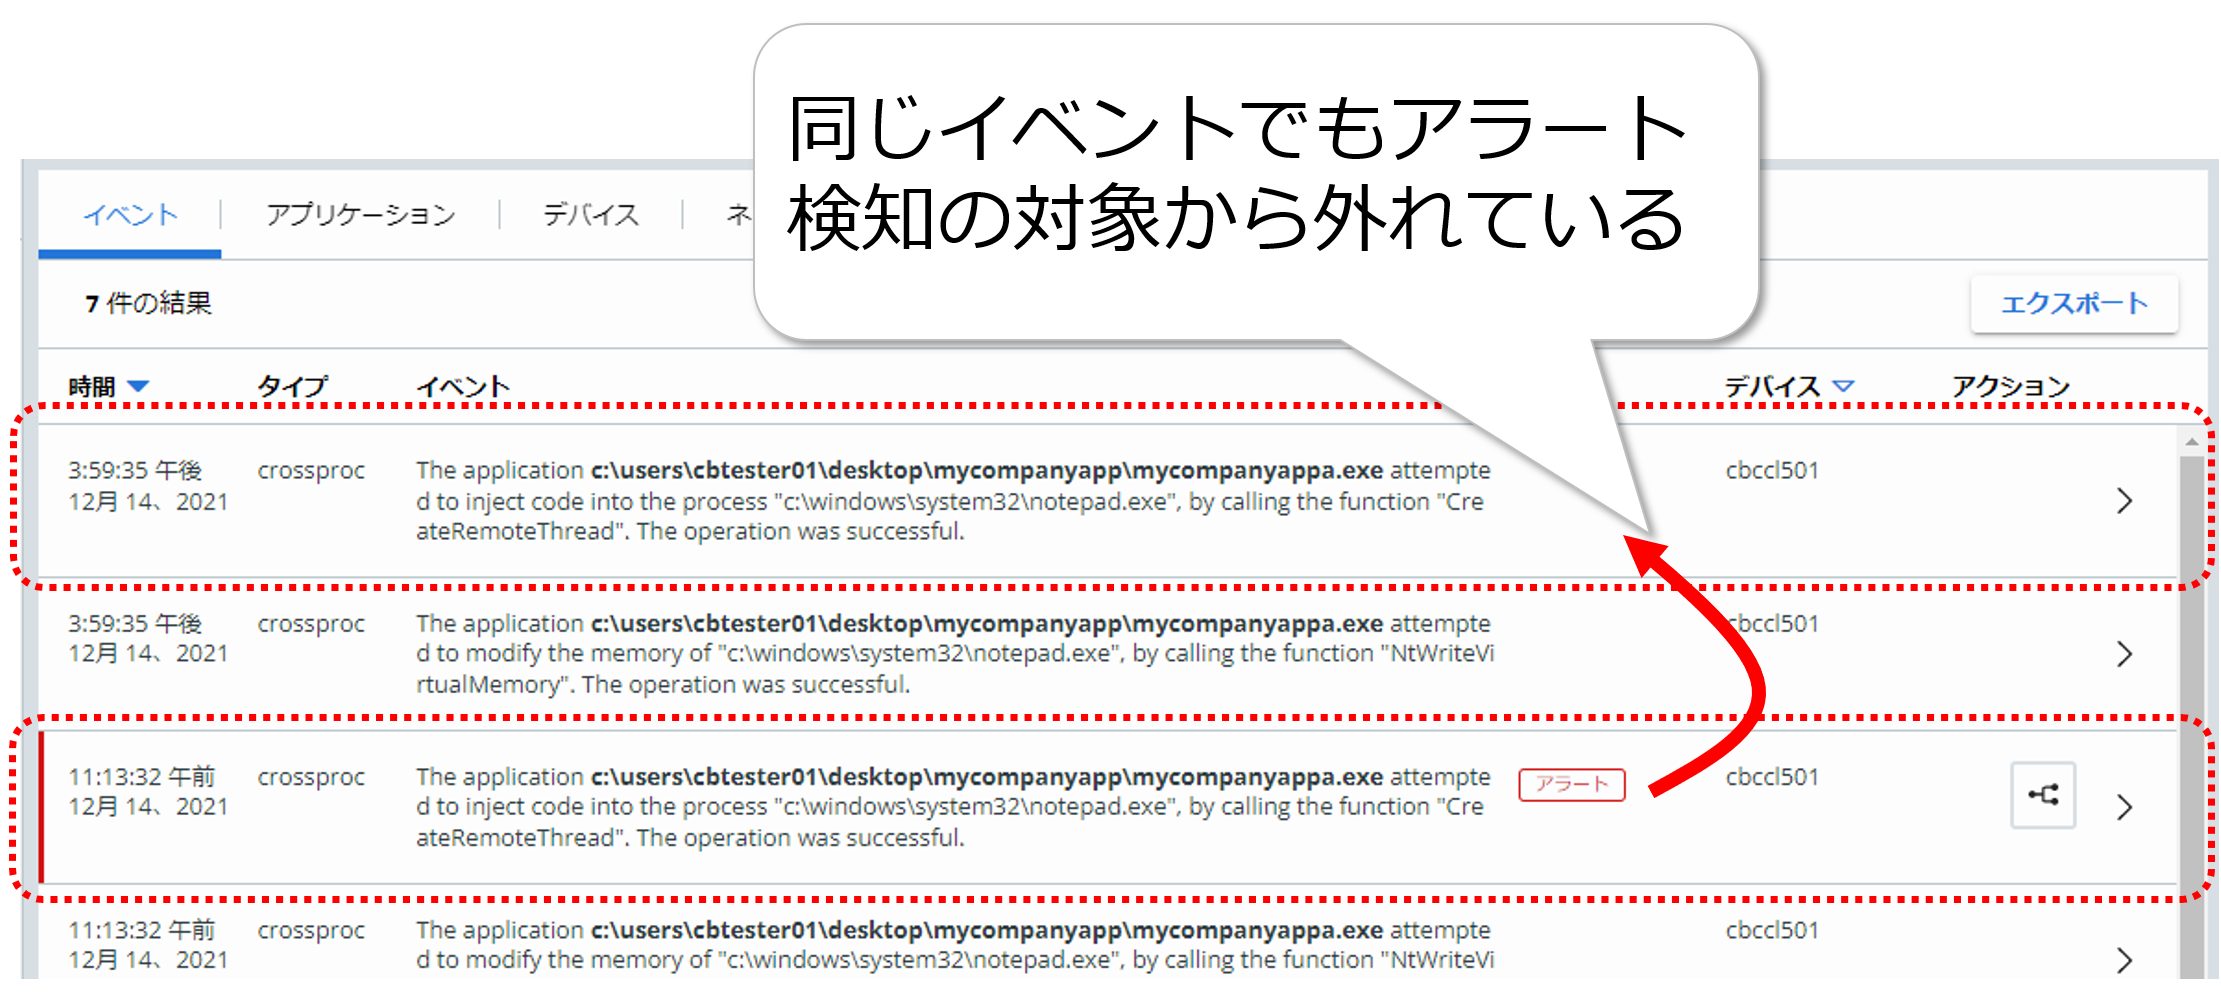 同じイベントでもアラート
検知の対象から外れている
イベント アプリケーション デバイス ネ
7 件の結果 エクスポート
時間 タイプ イベント デバイス アクション
3:59:35 午後 crossproc The application c:\users\cbtester01\desktop\mycompanyapp\mycompanyappa.exe attempte cbccl501
12月 14、2021 d to inject code into the process "c:\windows\system32\notepad.exe", by calling the function "Cre
ateRemoteThread". The operation was successful.
3:59:35 午後 crossproc The application c:\users\cbtester01\desktop\mycompanyapp\mycompanyappa.exe attempte cbccl501
12月 14、2021 d to modify the memory of "c:\windows\system32\notepad.exe", by calling the function "NtWriteVi
rtualMemory". The operation was successful.
11:13:32 午前 crossproc The application c:\users\cbtester01\desktop\mycompanyapp\mycompanyappa.exe attempte アラート cbccl501
12月 14、2021 d to inject code into the process "c:\windows\system32\notepad.exe", by calling the function "Cre
ateRemoteThread". The operation was successful.
11:13:32 午前 crossproc The application c:\users\cbtester01\desktop\mycompanyapp\mycompanyappa.exe attempte cbccl501
12月 14、2021 d to modify the memory of "c:\windows\system32\notepad.exe", by calling the function "NtWriteVi